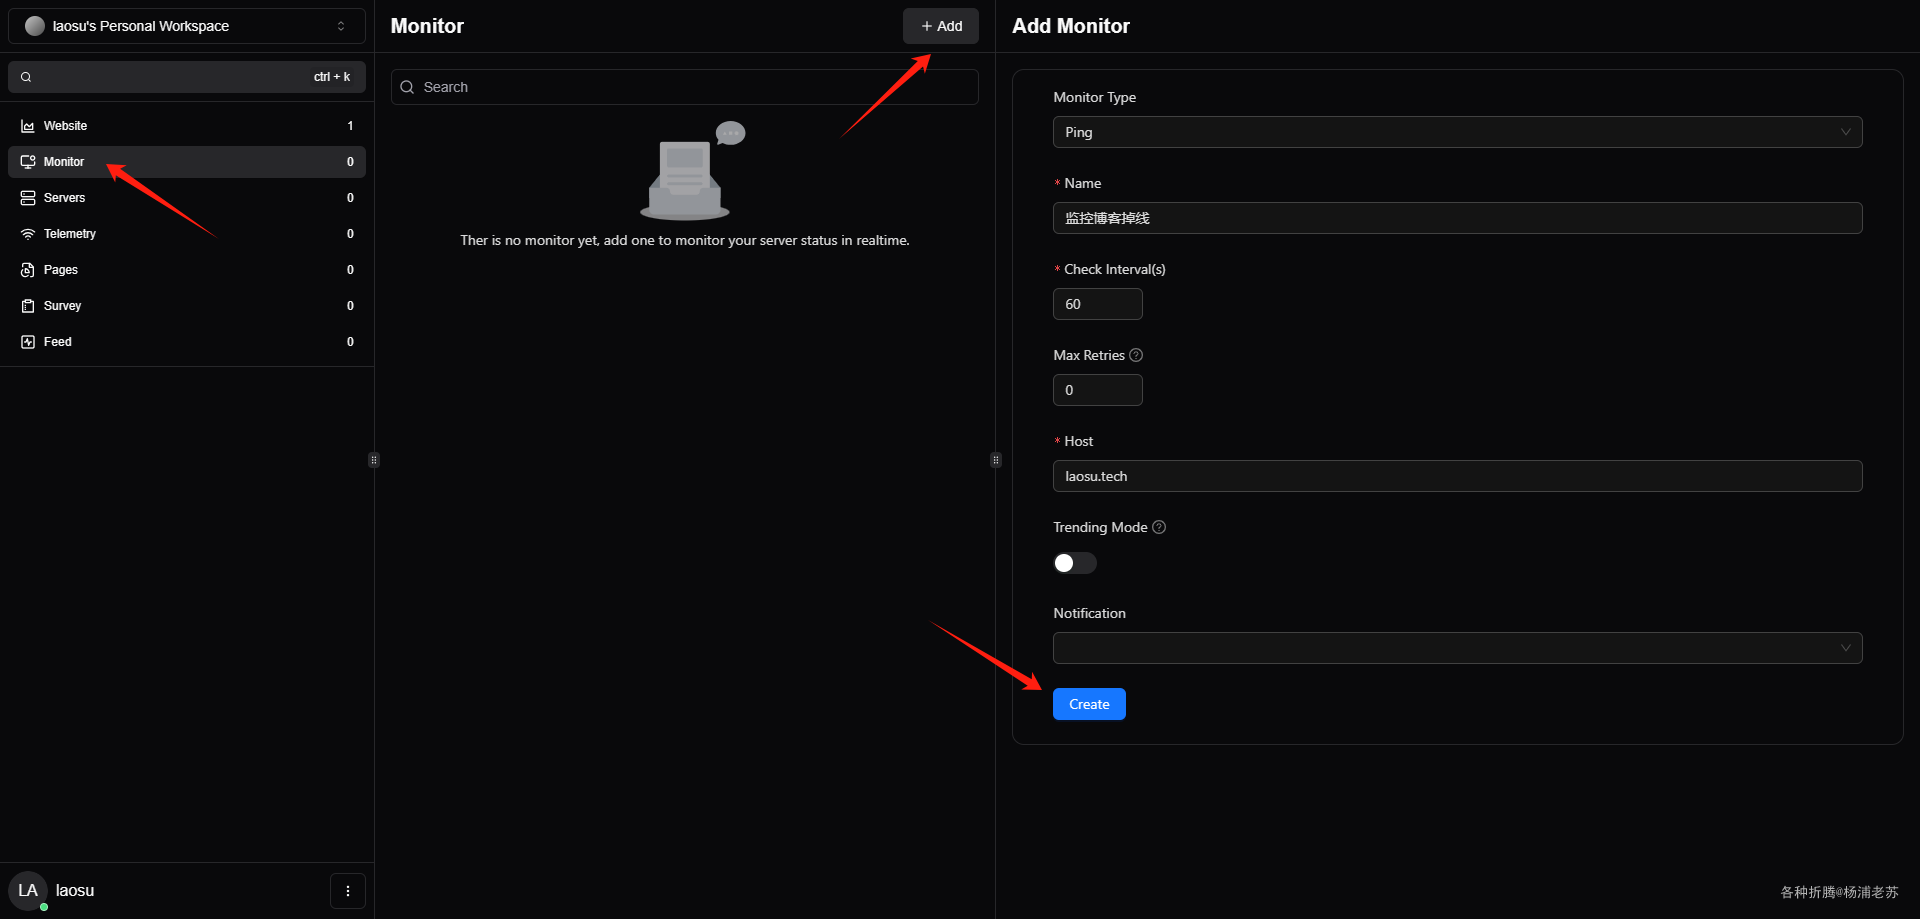 laosu's Personal Workspace
ctrl + k
Website 1
Monitor 0
Servers 0
Telemetry 0
Pages 0
Survey 0
Feed 0
LA laosu
Monitor
+ Add
Search
Ther is no monitor yet, add one to monitor your server status in realtime.
Add Monitor
Monitor Type
Ping
* Name
监控博客掉线
* Check Interval(s)
60
Max Retries ?
0
* Host
laosu.tech
Trending Mode ?
Notification
Create
各种折腾@杨浦老苏